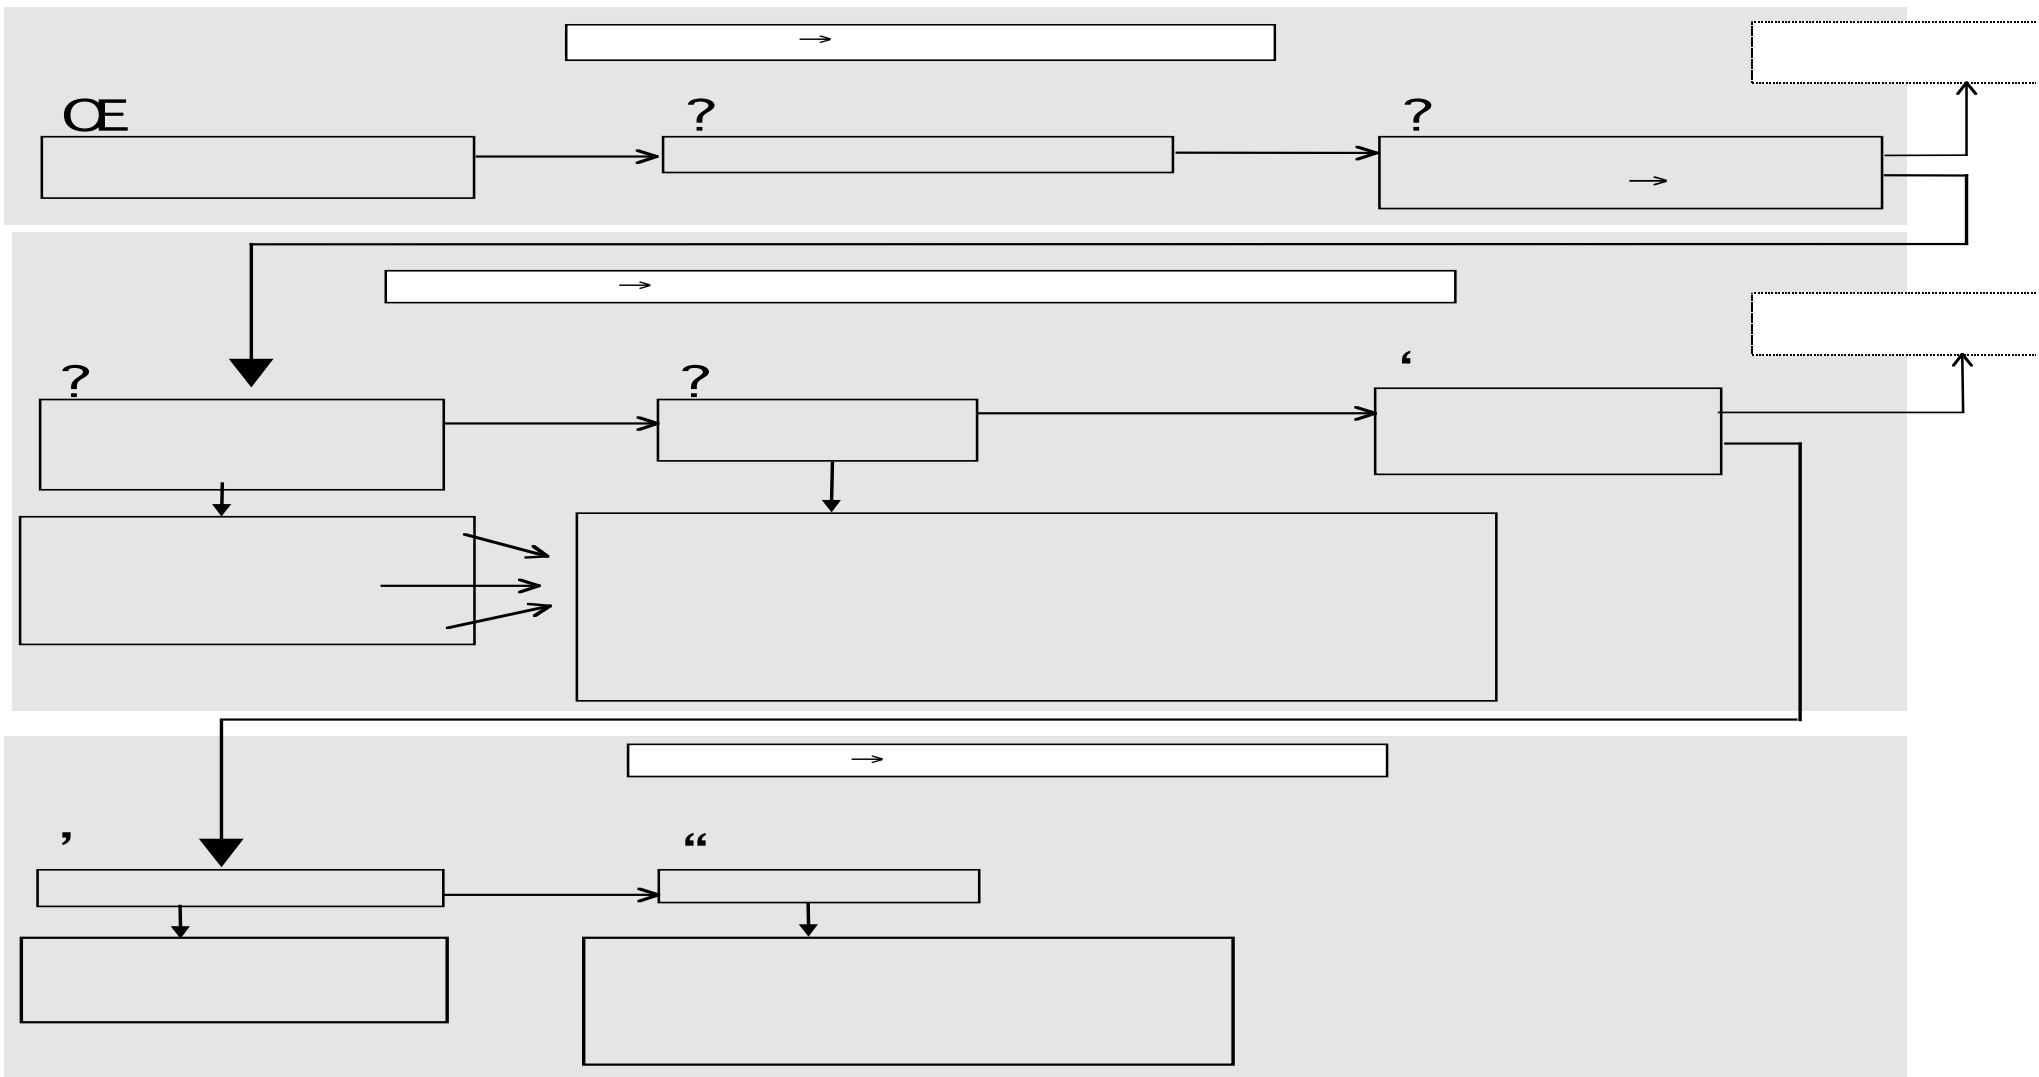 →
Œ ? ?
→
→
? ? ‘
→
’ “